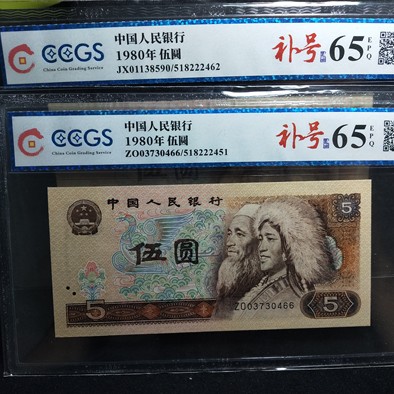 CCGS
China Coin Grading Service
中国人民银行
1980年 伍圆
JX01138590/518222462
补号 65 EPQ
CCGS
China Coin Grading Service
中国人民银行
1980年 伍圆
ZO03730466/518222451
补号 65 EPQ
中国人民银行
5
伍圆
ZO03730466
5
5